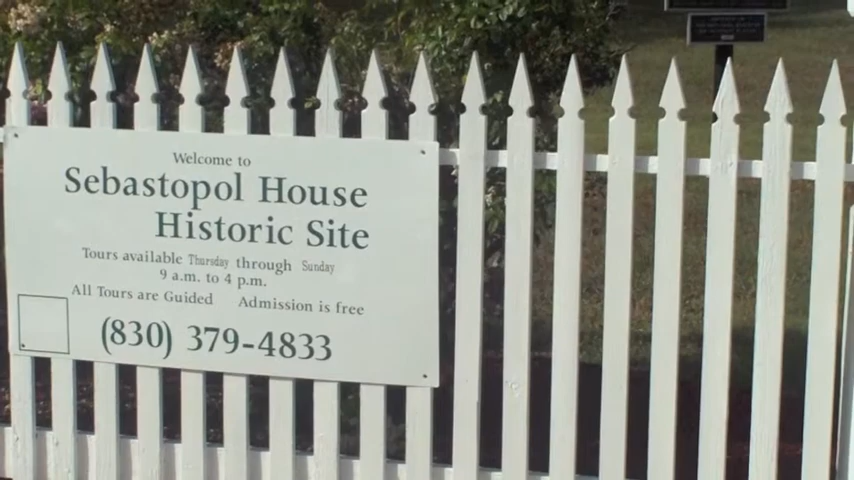 Welcome to
Sebastopol House
Historic Site
Tours available Thursday through Sunday
9 a.m. to 4 p.m.
All Tours are Guided Admission is free
(830) 379-4833